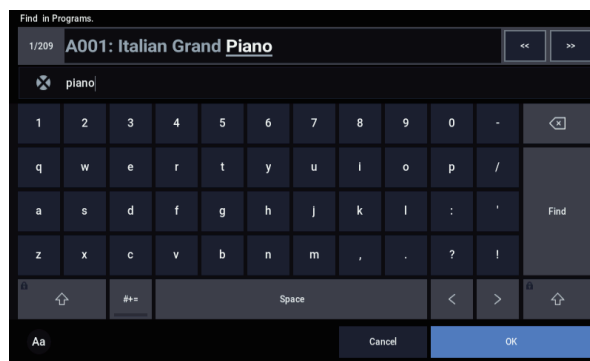 Find in Programs.
1/209 A001: Italian Grand Piano << >>
piano
1 2 3 4 5 6 7 8 9 0 -
q w e r t y u i o p /
a s d f g h j k l : ' Find
z x c v b n m , . ? !
#+= Space < >
Aa Cancel OK